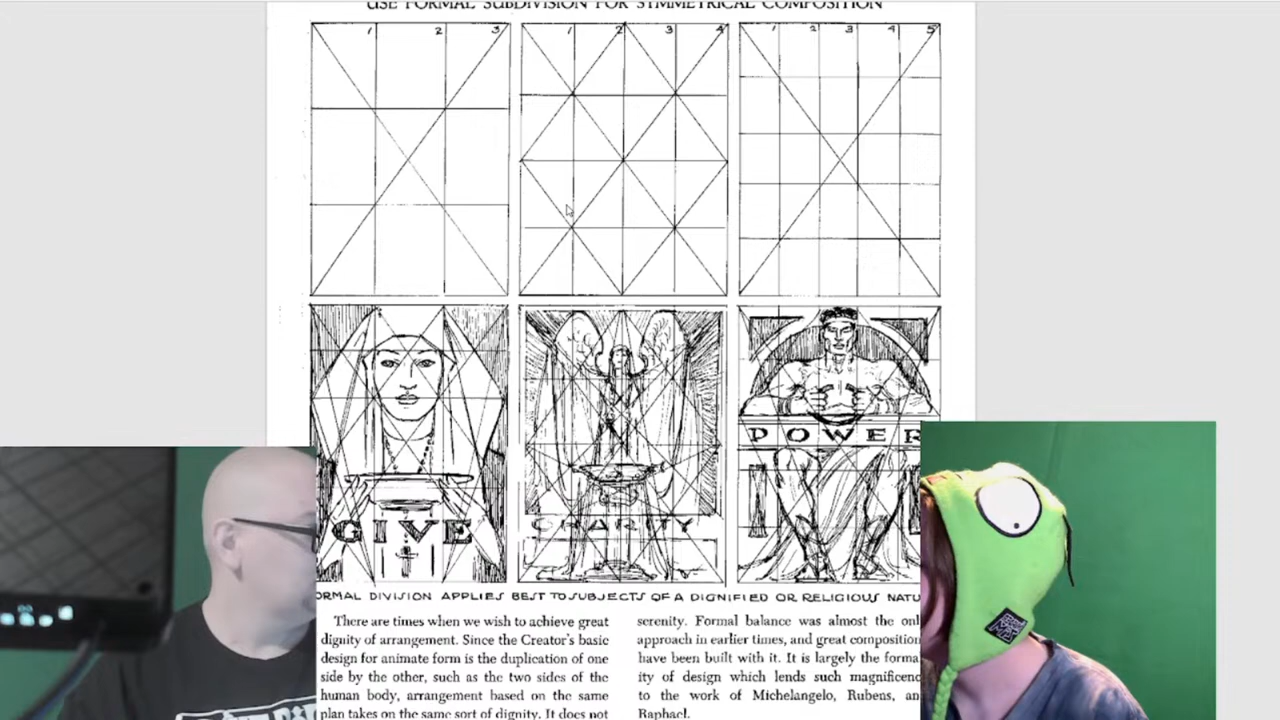 USE FORMAL SUBDIVISION FOR SYMMETRICAL COMPOSITION
1 2 3
1 2 3 4
1 2 3 4 5
GIVE
CHARITY
POWER
ORMAL DIVISION APPLIES BEST TO SUBJECTS OF A DIGNIFIED OR RELIGIOUS NATU
There are times when we wish to achieve great
dignity of arrangement. Since the Creator's basic
design for animate form is the duplication of one
side by the other, such as the two sides of the
human body, arrangement based on the same
plan takes on the same sort of dignity. It does not
serenity. Formal balance was almost the onl
approach in earlier times, and great composition
have been built with it. It is largely the forma
ity of design which lends such magnificenc
to the work of Michelangelo, Rubens, an
Raphael.